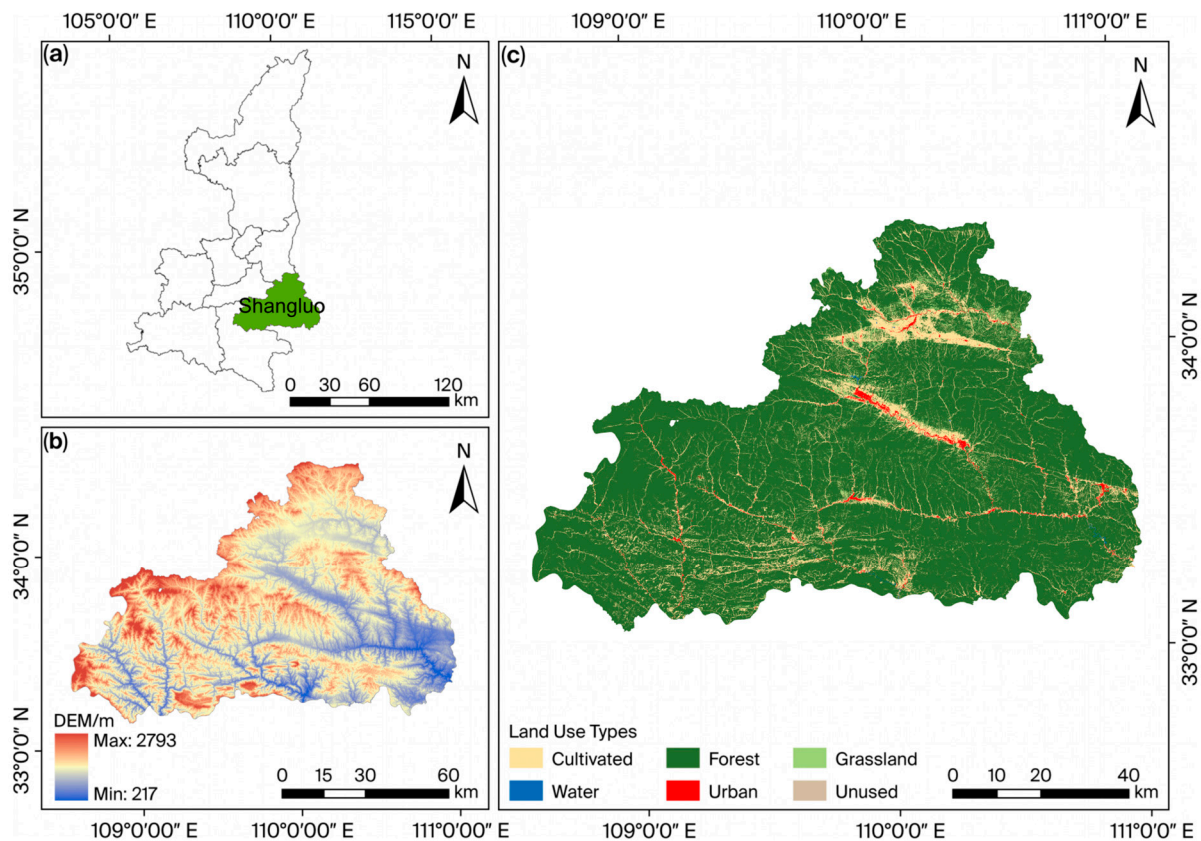 105°0′0″ E 110°0′0″ E 115°0′0″ E
109°0′0″ E 110°0′0″ E 111°0′0″ E
(a)
N
35°0′0″ N
Shangluo
0 30 60 120
km
(b)
N
34°0′0″ N
33°0′0″ N
DEM/m
Max: 2793
Min: 217
0 15 30 60
km
109°0′0″ E 110°0′00″ E 111°0′0″ E
(c)
N
34°0′0″ N
33°0′0″ N
Land Use Types
Cultivated Forest Grassland
Water Urban Unused
0 10 20 40
km
109°0′0″ E 110°0′0″ E 111°0′0″ E